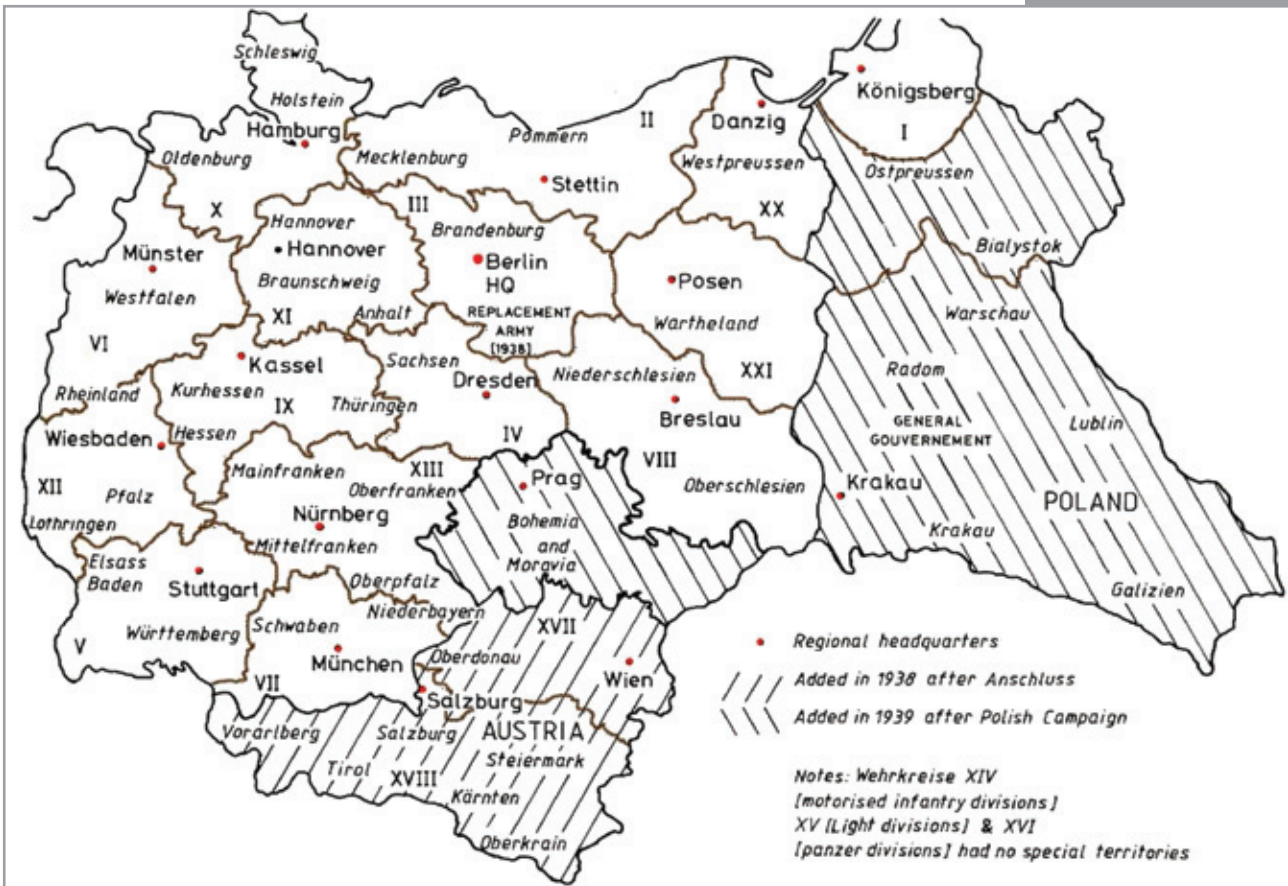 Schleswig
Holstein
Hamburg
Oldenburg
X
Mecklenburg
Pommern
II
Stettin
Danzig
Westpreussen
XX
Königsberg
I
Ostpreussen
Bialystok
III
Hannover
Hannover
Braunschweig
Anhalt
XI
Brandenburg
Berlin
HQ
REPLACEMENT
ARMY
[1938]
Posen
Wartheland
XXI
Warschau
Radom
Lublin
GENERAL
GOUVERNEMENT
POLAND
Krakau
Krakau
Galizien
Münster
Westfalen
VI
Rheinland
Kassel
Kurhessen
IX
Hessen
Thüringen
Sachsen
Dresden
IV
Niederschlesien
Breslau
VIII
Oberschlesien
Wiesbaden
XII
Pfalz
Lothringen
Mainfranken
XIII
Oberfranken
Nürnberg
Mittelfranken
Oberpfalz
Niederbayern
Prag
Bohemia
and
Moravia
Elsass
Baden
Stuttgart
Württemberg
V
Schwaben
München
VII
Oberdonau
XVII
Wien
Salzburg
Salzburg
AUSTRIA
Vorarlberg
Tirol
XVIII
Steiermark
Kärnten
Oberkrain
Regional headquarters
Added in 1938 after Anschluss
Added in 1939 after Polish Campaign
Notes: Wehrkreise XIV
[motorised infantry divisions]
XV [Light divisions] & XVI
[panzer divisions] had no special territories